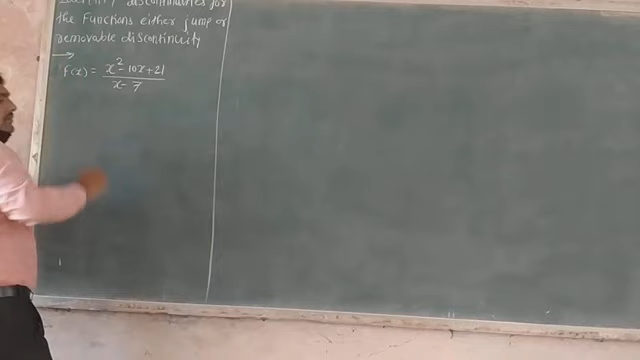 Identify discontinuities for
the Functions either jump or
removable discontinuity
→ f(x) = x² - 10x + 21 / x - 7